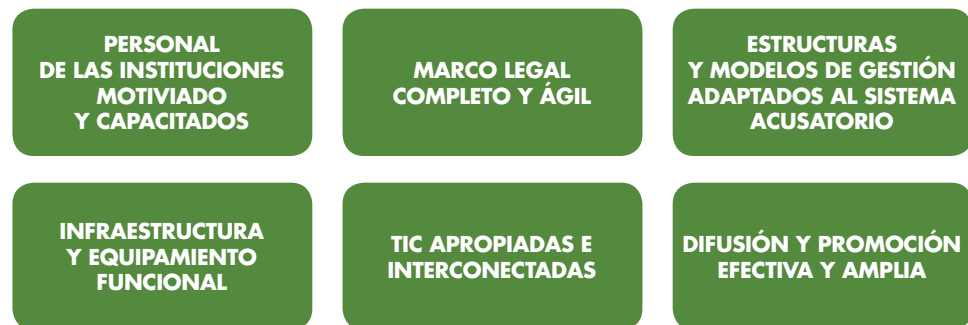 PERSONAL
DE LAS INSTITUCIONES
MOTIVIADO
Y CAPACITADOS
MARCO LEGAL
COMPLETO Y ÁGIL
ESTRUCTURAS
Y MODELOS DE GESTIÓN
ADAPTADOS AL SISTEMA
ACUSATORIO
INFRAESTRUCTURA
Y EQUIPAMIENTO
FUNCIONAL
TIC APROPIADAS E
INTERCONECTADAS
DIFUSIÓN Y PROMOCIÓN
EFECTIVA Y AMPLIA